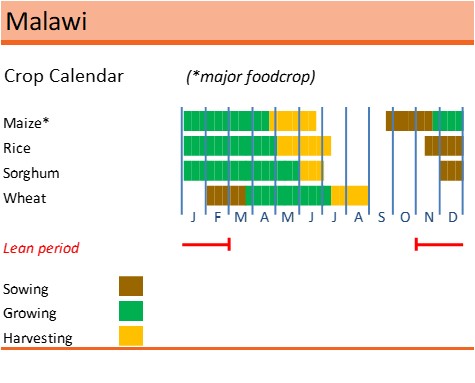 Malawi
Crop Calendar (*major foodcrop)
Maize*
Rice
Sorghum
Wheat
J F M A M J J A S O N D
Lean period
Sowing
Growing
Harvesting